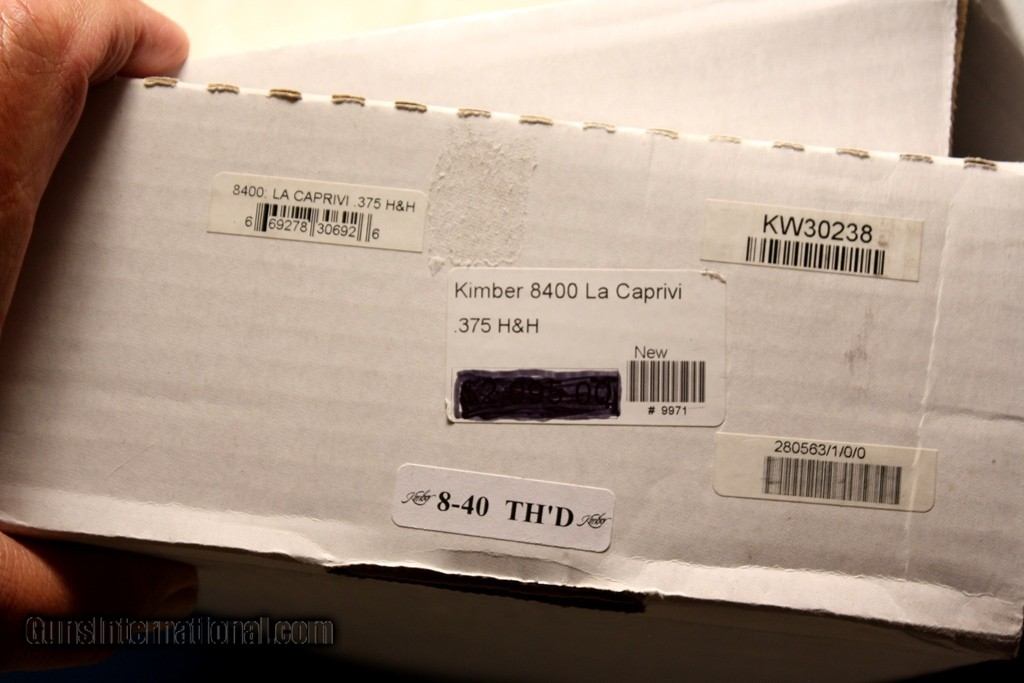 8400: LA CAPRIVI .375 H&H
6 69278 30692 6
KW30238
Kimber 8400 La Caprivi
.375 H&H
New
# 9971
280563/1/0/0
Kimber 8-40 TH'D Kimber
GunsInternational.com